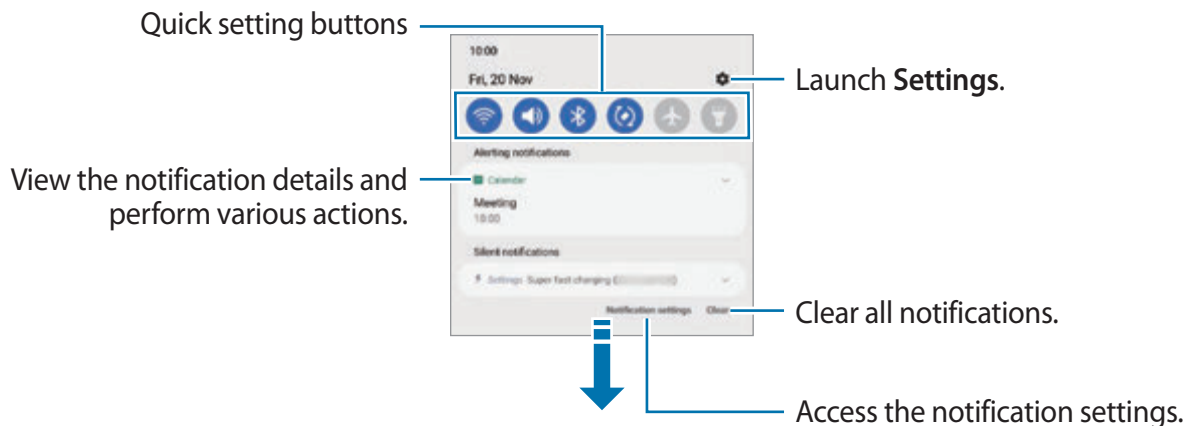 Quick setting buttons
10:00
Fri, 20 Nov
Launch Settings.
Alerting notifications
View the notification details and
perform various actions.
Calendar
Meeting
10:00
Silent notifications
Settings Super fast charging (
)
Notification settings Clear
Clear all notifications.
Access the notification settings.